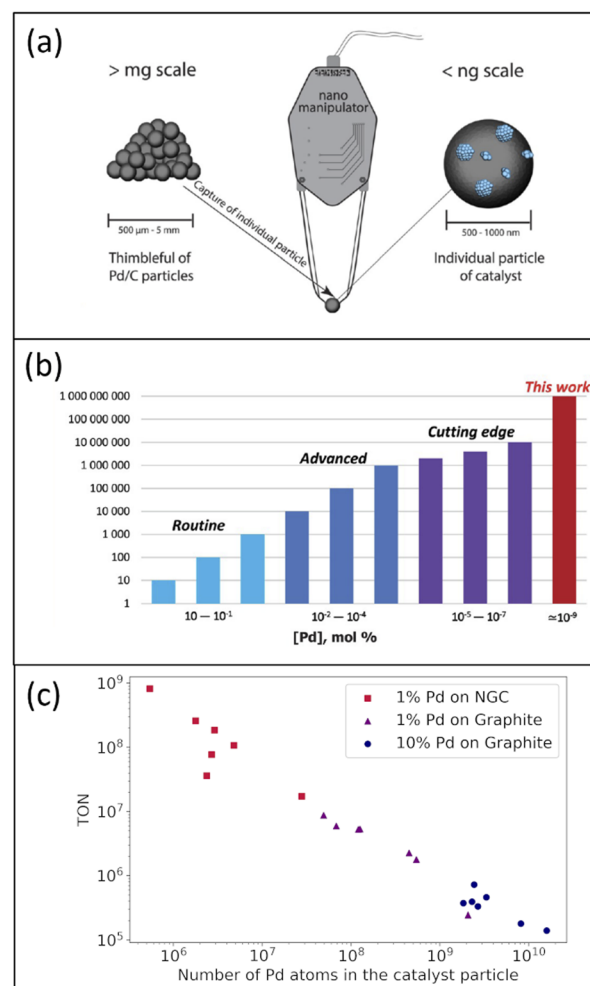 (a)
> mg scale
< ng scale
nano
manipulator
Capture of individual particle
500 μm - 5 mm
500 - 1000 nm
Thimbleful of
Pd/C particles
Individual particle
of catalyst
(b)
This work
1 000 000 000
100 000 000
10 000 000
1 000 000
100 000
10 000
1 000
100
10
1
Cutting edge
Advanced
Routine
10 — 10⁻¹
10⁻² — 10⁻⁴
10⁻⁵ — 10⁻⁷
≃10⁻⁹
[Pd], mol %
(c)
10⁹
10⁸
10⁷
10⁶
10⁵
TON
1% Pd on NGC
1% Pd on Graphite
10% Pd on Graphite
10⁶ 10⁷ 10⁸ 10⁹ 10¹⁰
Number of Pd atoms in the catalyst particle